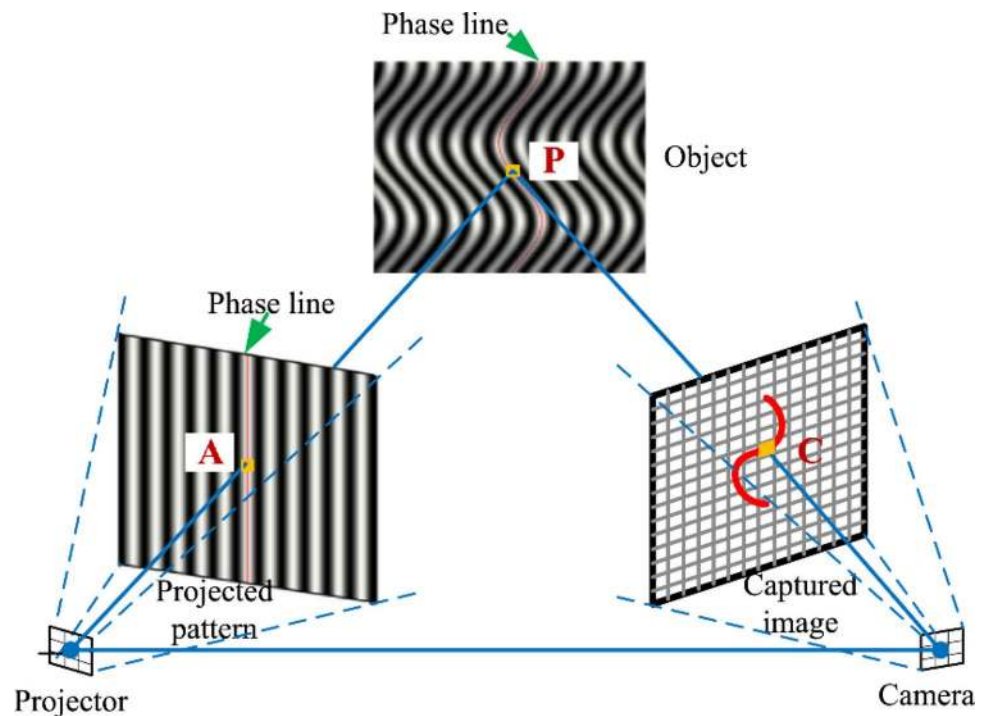 Phase line
P
Object
Phase line
A
C
Projected
pattern
Captured
image
Projector
Camera